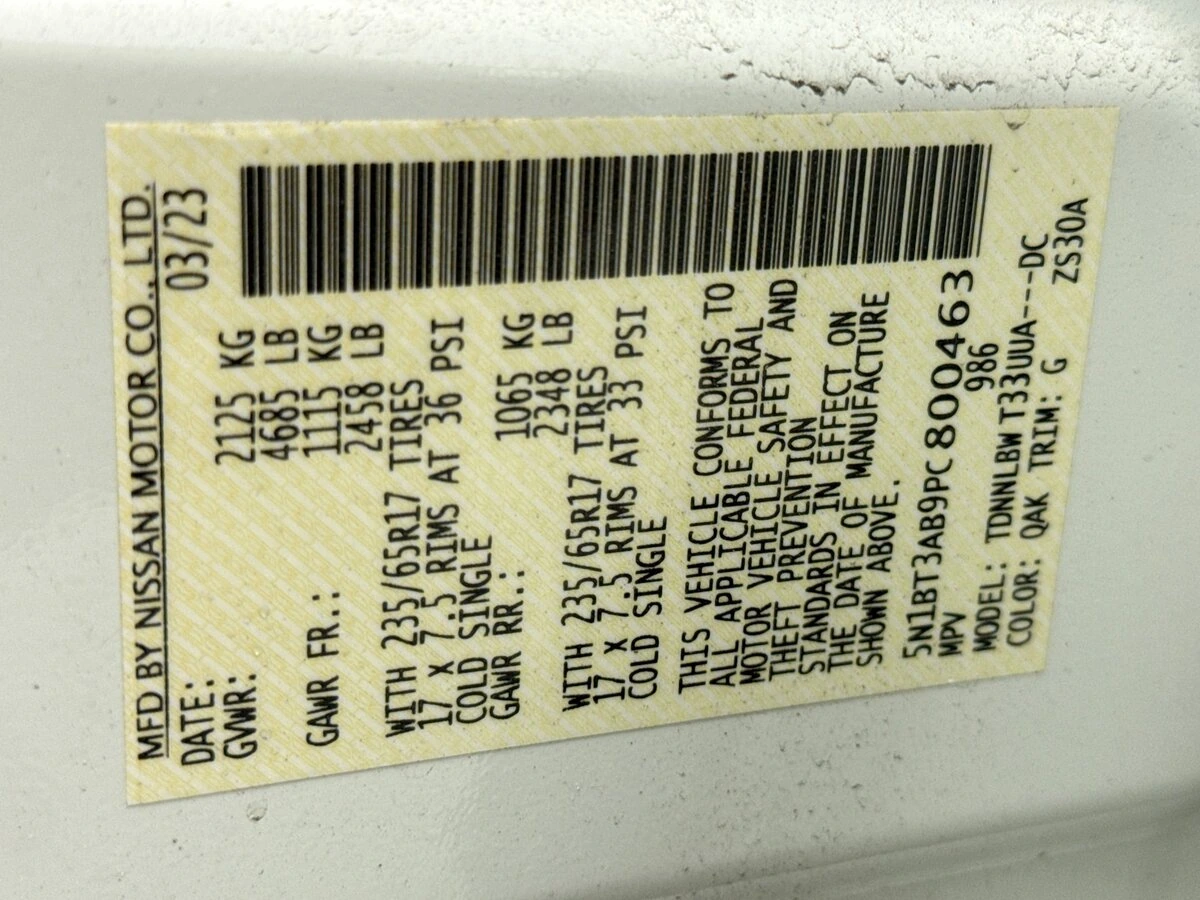 MFD BY NISSAN MOTOR CO., LTD.
DATE: 03/23
GVWR: 2125 KG
4685 LB
GAWR FR.: 1115 KG
2458 LB
WITH 235/65R17 TIRES
17 X 7.5 RIMS AT 36 PSI
COLD SINGLE
GAWR RR.: 1065 KG
2348 LB
WITH 235/65R17 TIRES
17 X 7.5 RIMS AT 33 PSI
COLD SINGLE
THIS VEHICLE CONFORMS TO
ALL APPLICABLE FEDERAL
MOTOR VEHICLE SAFETY AND
THEFT PREVENTION
STANDARDS IN EFFECT ON
THE DATE OF MANUFACTURE
SHOWN ABOVE.
5N1BT3AB9PC800463
MPV 986
MODEL: TDNNLBWT33UUA---DC
COLOR: QAK TRIM: G ZS30A